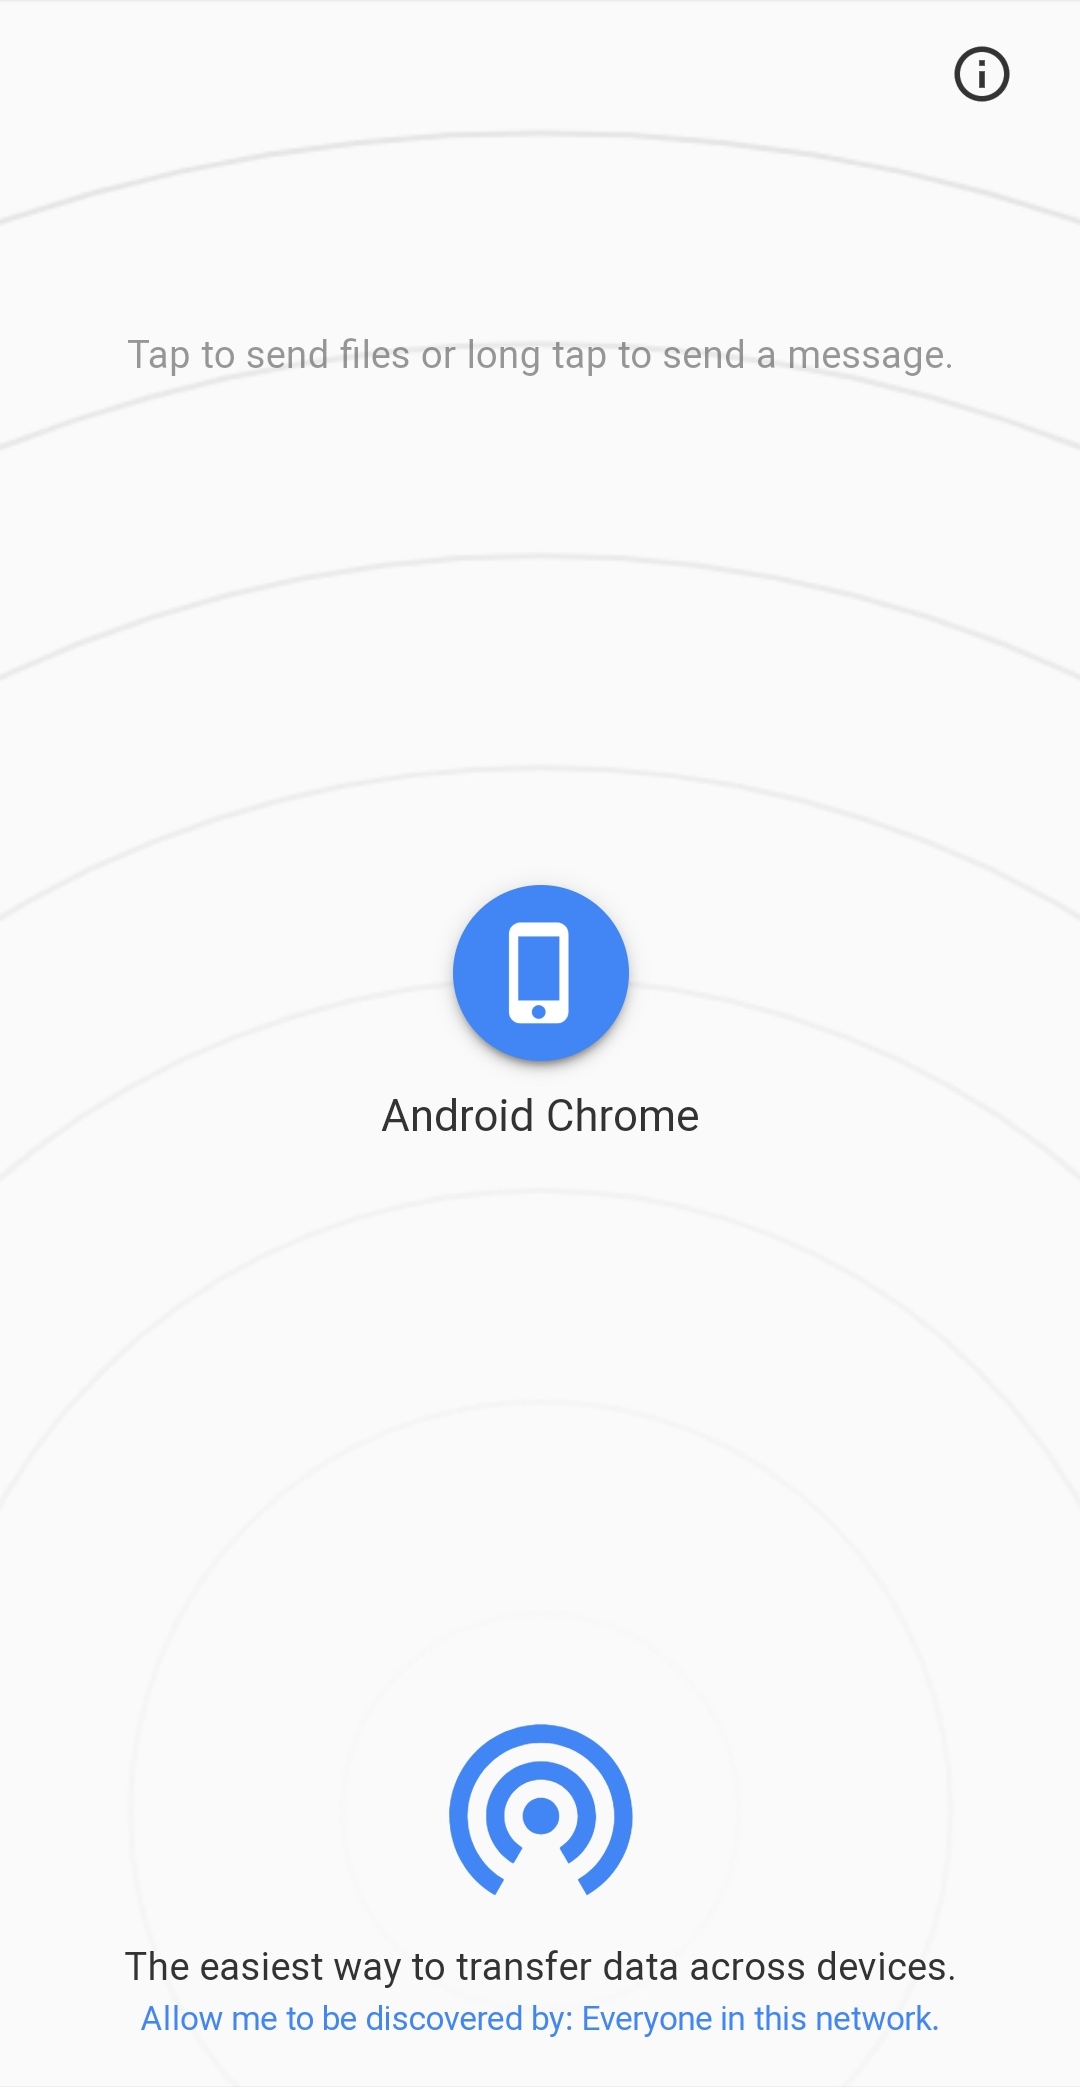 Tap to send files or long tap to send a message.
Android Chrome
The easiest way to transfer data across devices.
Allow me to be discovered by: Everyone in this network.